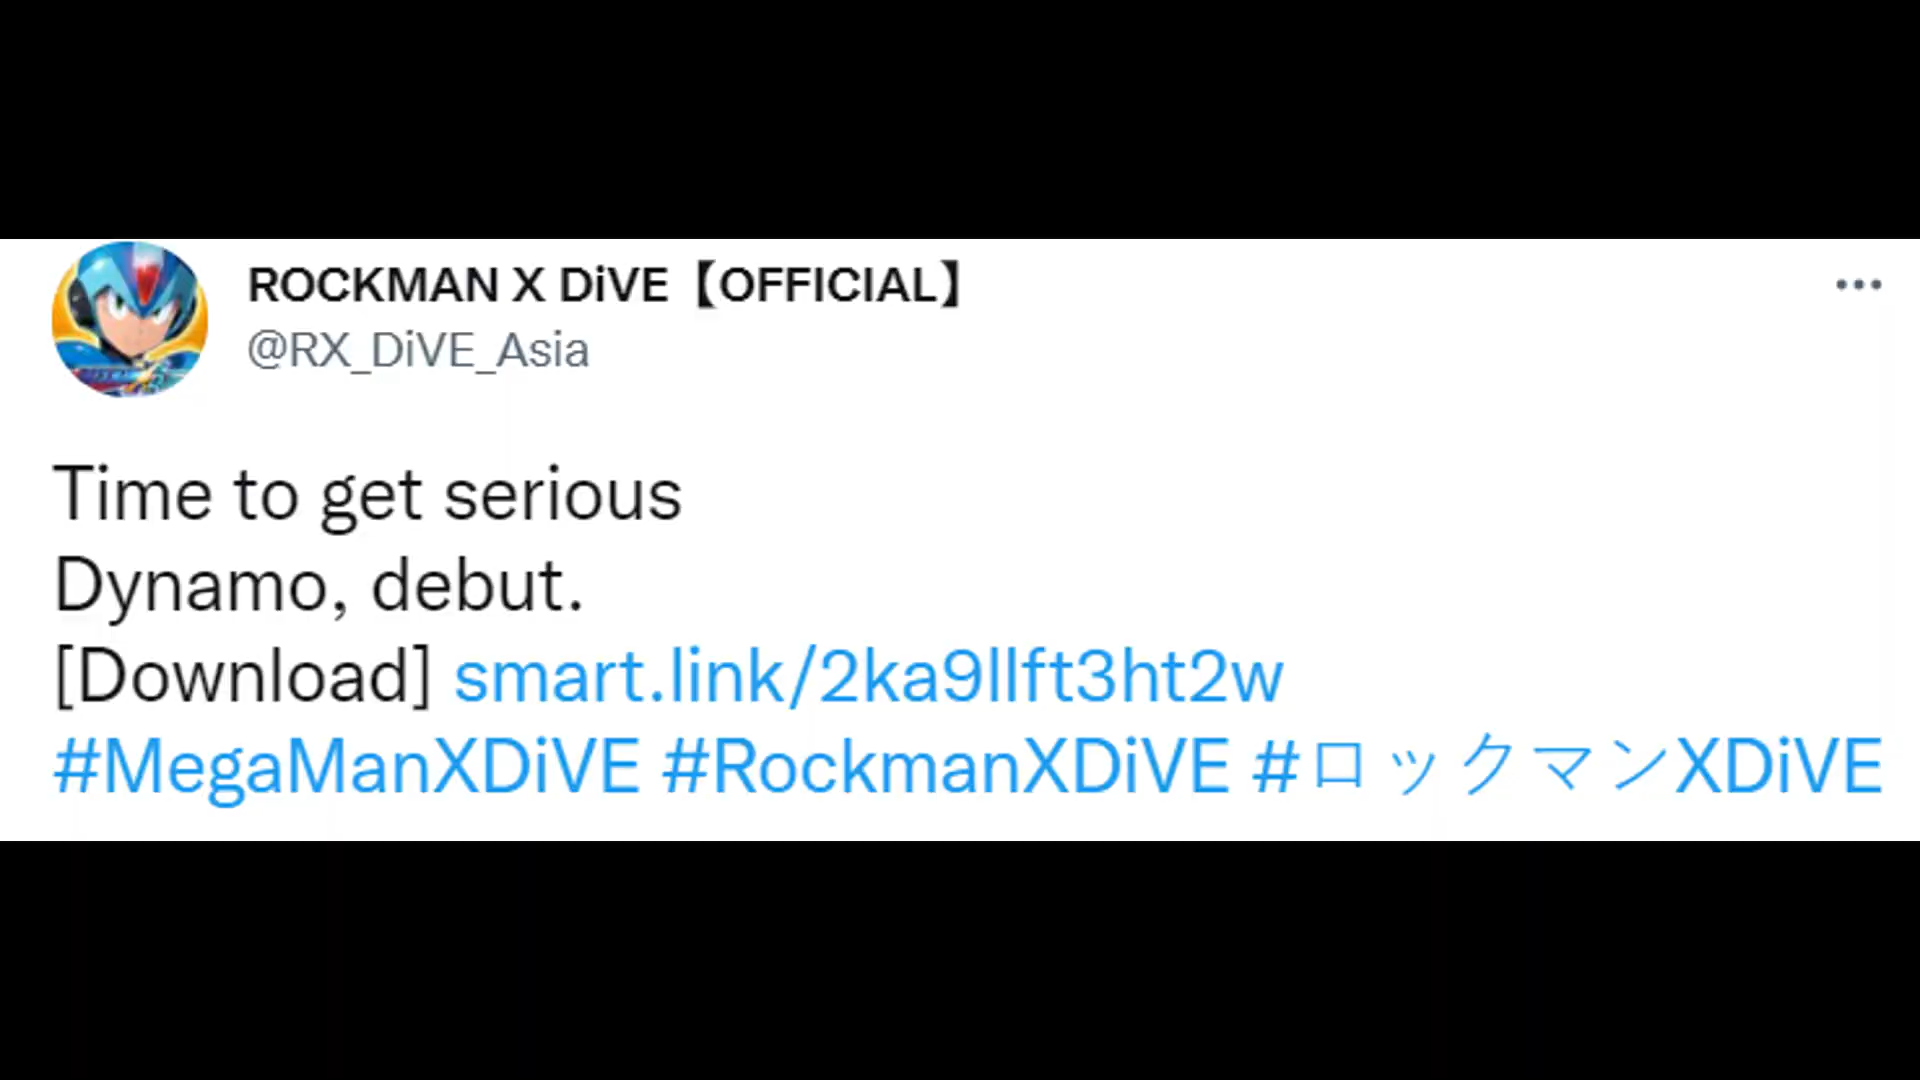 ROCKMAN X DiVE【OFFICIAL】
@RX_DiVE_Asia
Time to get serious
Dynamo, debut.
[Download] smart.link/2ka9llft3ht2w
#MegaManXDiVE #RockmanXDiVE #ロックマンXDiVE